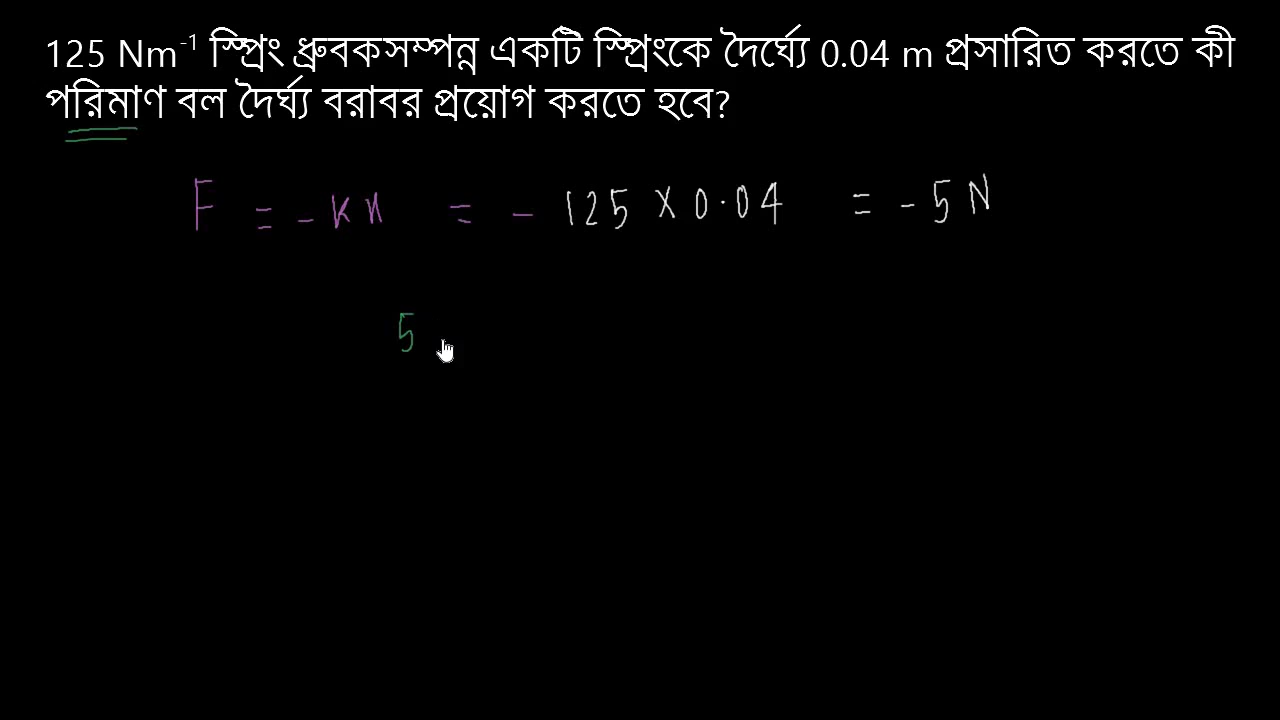 125 Nm⁻¹ স্প্রিং ধ্রুবকসম্পন্ন একটি স্প্রিংকে দৈর্ঘ্যে 0.04 m প্রসারিত করতে কী
পরিমাণ বল দৈর্ঘ্য বরাবর প্রয়োগ করতে হবে?
F = - Kx = - 125 × 0.04 = - 5 N
5